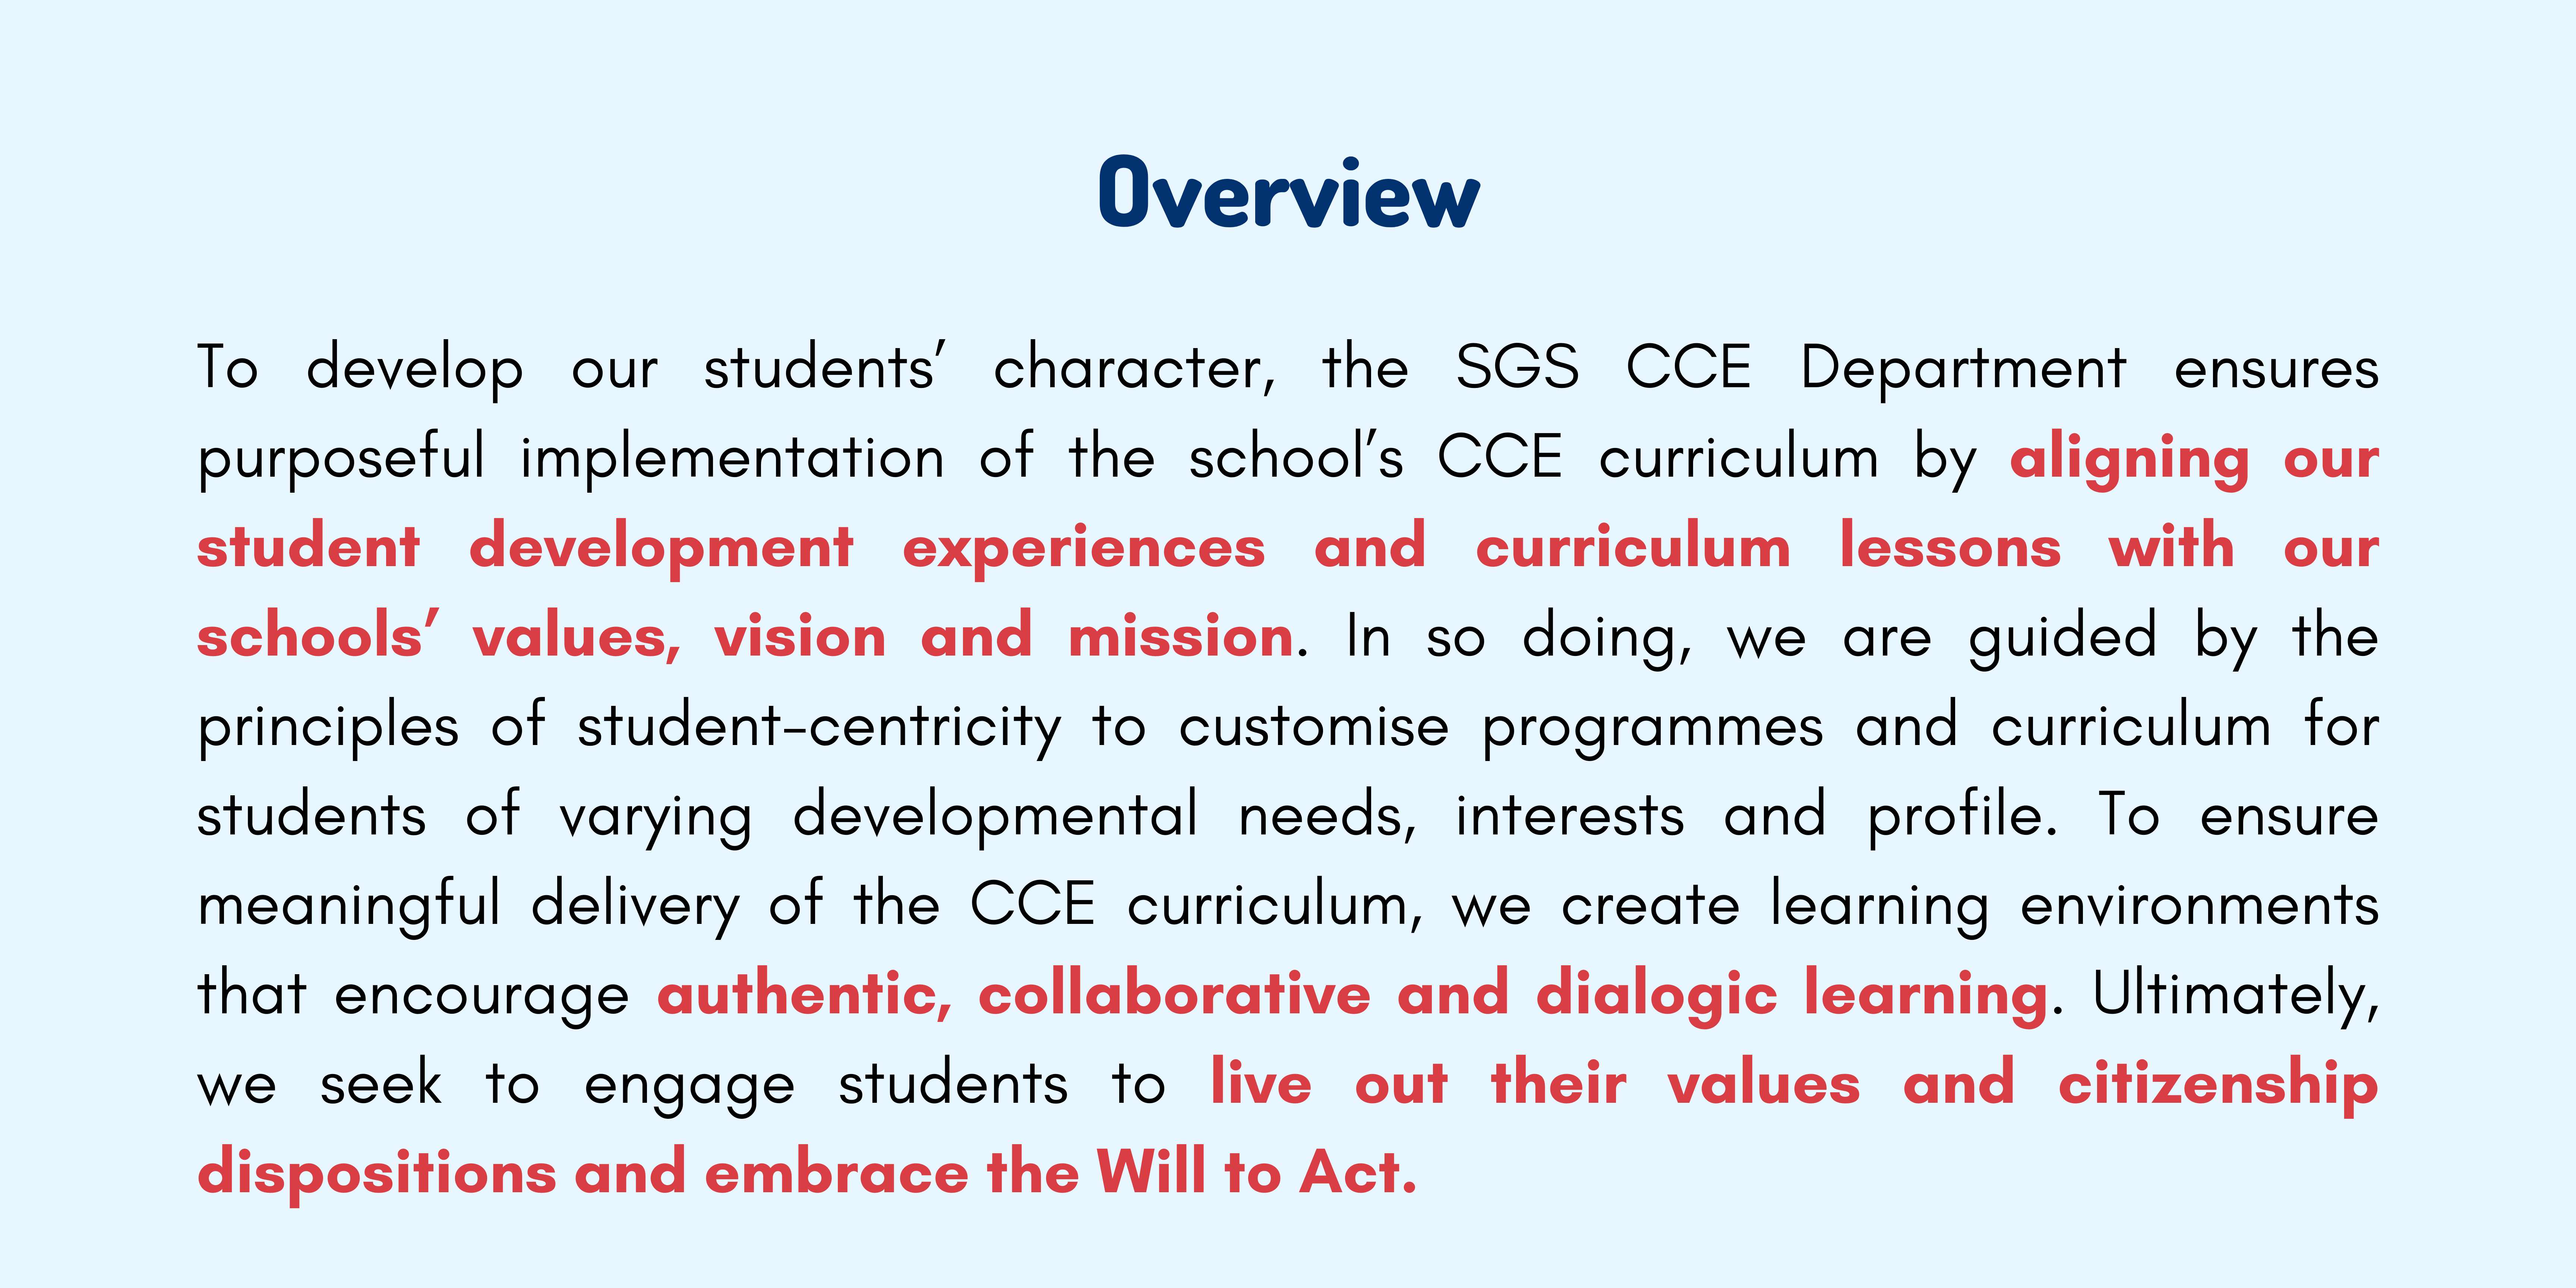 Overview
To develop our students’ character, the SGS CCE Department ensures
purposeful implementation of the school’s CCE curriculum by aligning our
student development experiences and curriculum lessons with our
schools’ values, vision and mission. In so doing, we are guided by the
principles of student-centricity to customise programmes and curriculum for
students of varying developmental needs, interests and profile. To ensure
meaningful delivery of the CCE curriculum, we create learning environments
that encourage authentic, collaborative and dialogic learning. Ultimately,
we seek to engage students to live out their values and citizenship
dispositions and embrace the Will to Act.